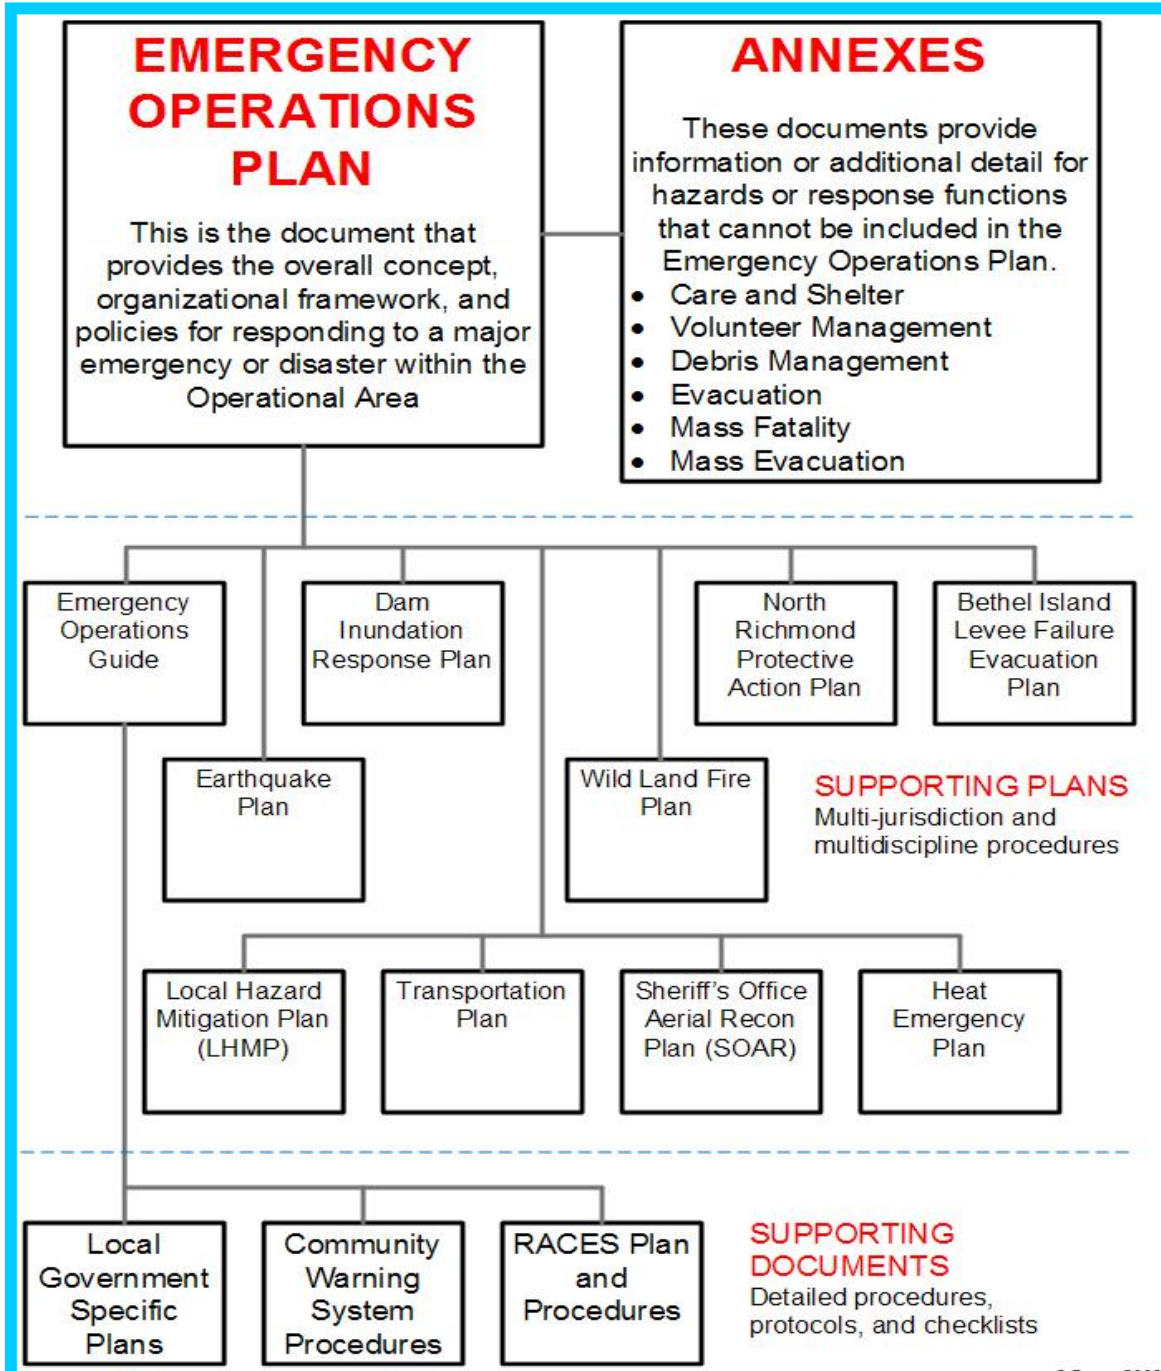 EMERGENCY
OPERATIONS
PLAN
This is the document that
provides the overall concept,
organizational framework, and
policies for responding to a major
emergency or disaster within the
Operational Area
ANNEXES
These documents provide
information or additional detail for
hazards or response functions
that cannot be included in the
Emergency Operations Plan.
• Care and Shelter
• Volunteer Management
• Debris Management
• Evacuation
• Mass Fatality
• Mass Evacuation
Emergency
Operations
Guide
Dam
Inundation
Response Plan
North
Richmond
Protective
Action Plan
Bethel Island
Levee Failure
Evacuation
Plan
Earthquake
Plan
Wild Land Fire
Plan
SUPPORTING PLANS
Multi-jurisdiction and
multidiscipline procedures
Local Hazard
Mitigation Plan
(LHMP)
Transportation
Plan
Sheriff's Office
Aerial Recon
Plan (SOAR)
Heat
Emergency
Plan
Local
Government
Specific
Plans
Community
Warning
System
Procedures
RACES Plan
and
Procedures
SUPPORTING
DOCUMENTS
Detailed procedures,
protocols, and checklists